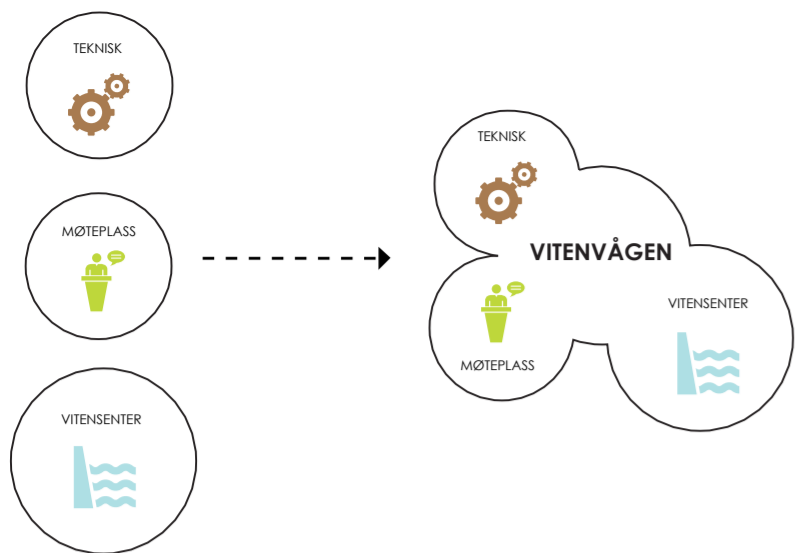 TEKNISK
MØTEPLASS
VITENSENTER
TEKNISK
VITENVÅGEN
VITENSENTER
MØTEPLASS